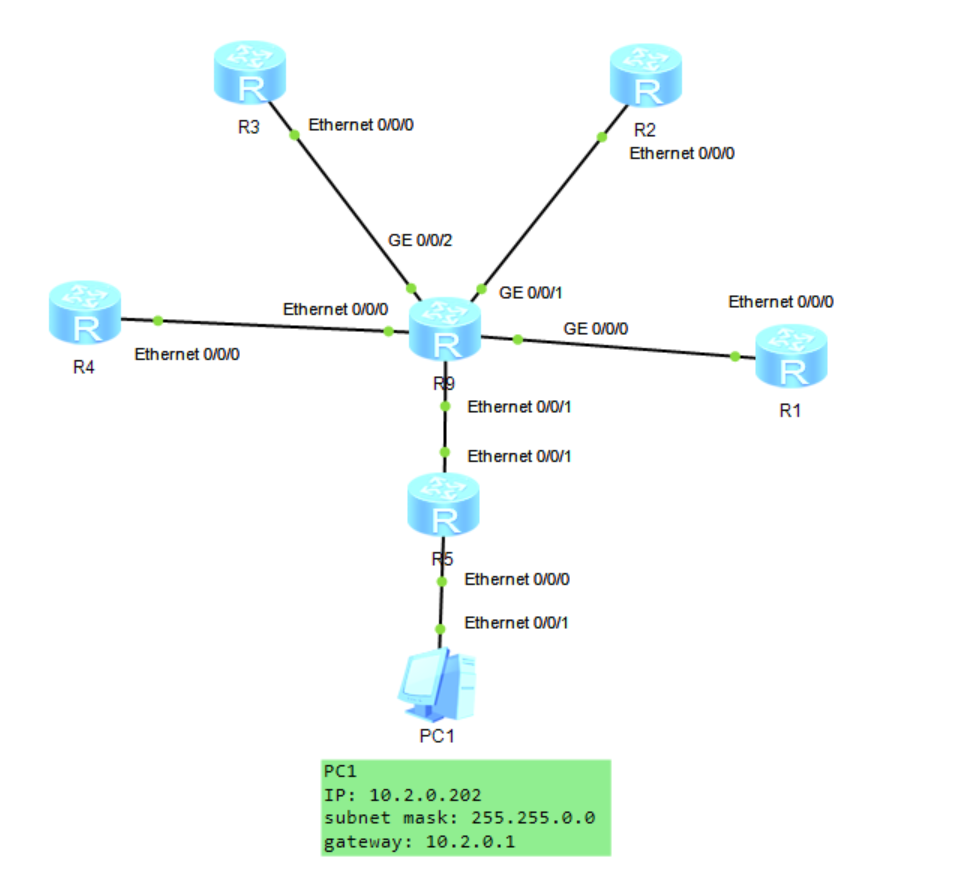 R
R3
Ethernet 0/0/0
R
R2
Ethernet 0/0/0
GE 0/0/2
GE 0/0/1
R
R4
Ethernet 0/0/0
Ethernet 0/0/0
R
R9
GE 0/0/0
Ethernet 0/0/0
R
R1
Ethernet 0/0/1
Ethernet 0/0/1
R
R5
Ethernet 0/0/0
Ethernet 0/0/1
PC1
PC1
IP: 10.2.0.202
subnet mask: 255.255.0.0
gateway: 10.2.0.1